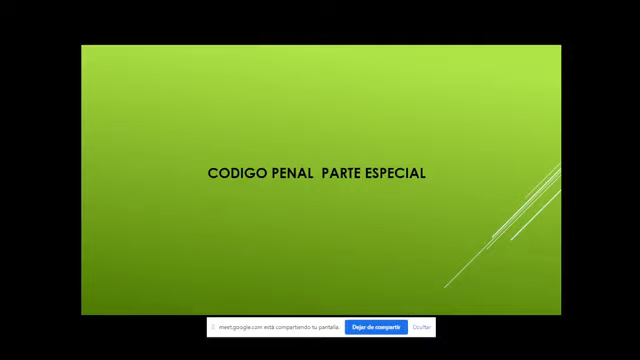 CODIGO PENAL PARTE ESPECIAL
meet.google.com está compartiendo tu pantalla. Dejar de compartir Ocultar